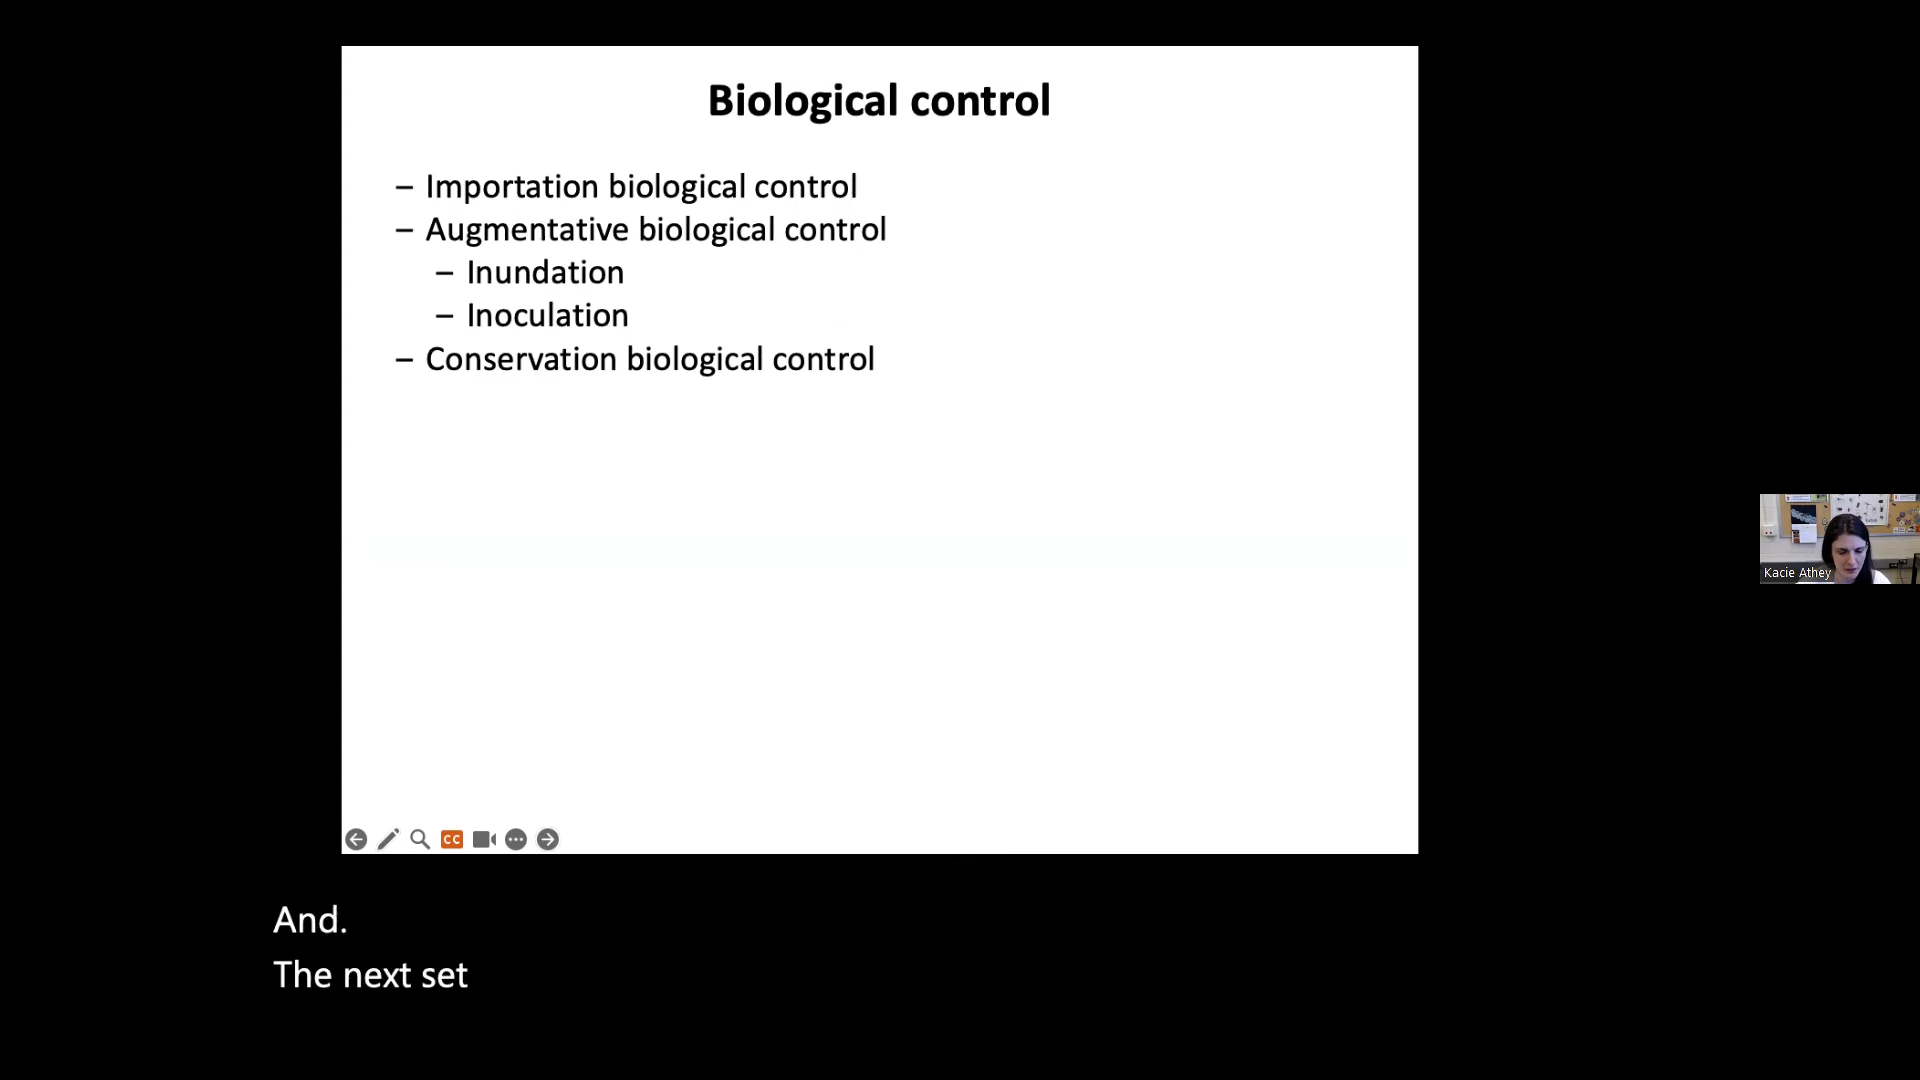 Biological control
– Importation biological control
– Augmentative biological control
– Inundation
– Inoculation
– Conservation biological control
CC
Kacie Athey
And.
The next set